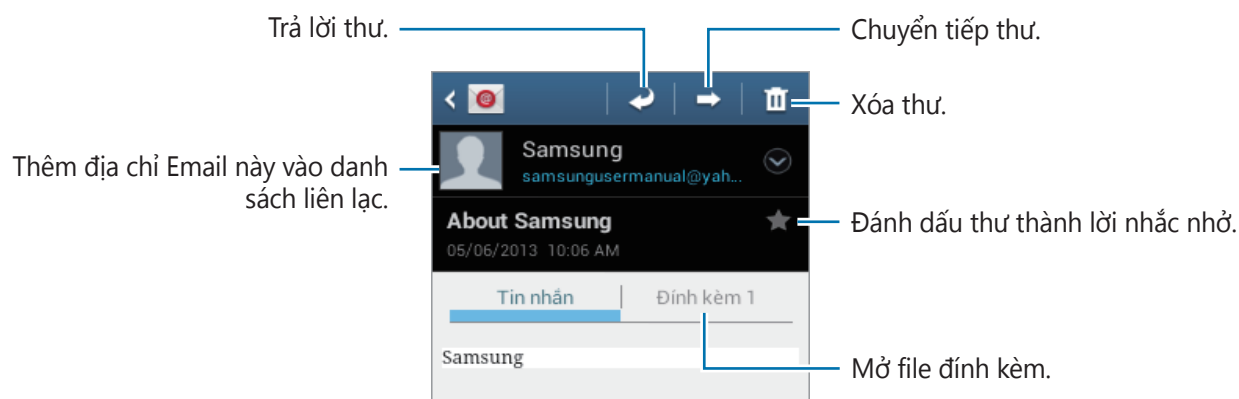 Trả lời thư.
Chuyển tiếp thư.
Xóa thư.
Thêm địa chỉ Email này vào danh
sách liên lạc.
Samsung
samsungusermanual@yah...
About Samsung
05/06/2013 10:06 AM
Đánh dấu thư thành lời nhắc nhở.
Tin nhắn
Đính kèm 1
Samsung
Mở file đính kèm.